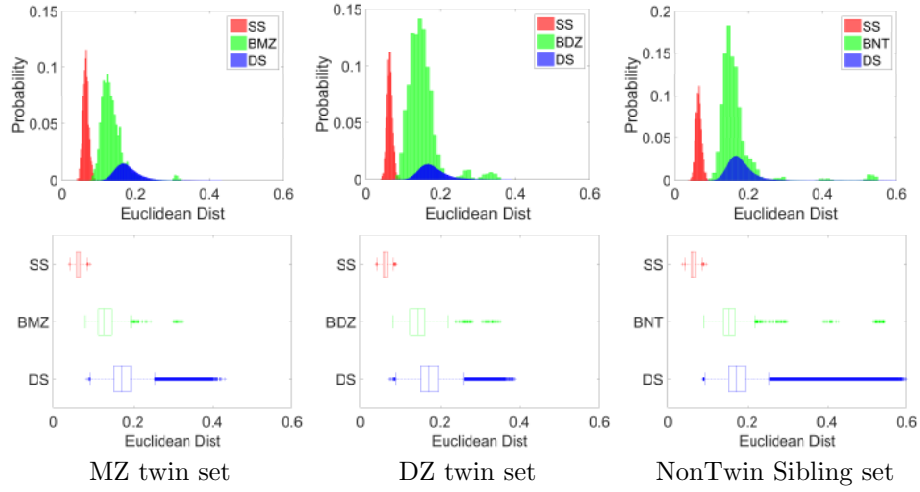 0.15
0.1
0.05
0
Probability
SS
BMZ
DS
0 0.2 0.4 0.6
Euclidean Dist
0.15
0.1
0.05
0
Probability
SS
BDZ
DS
0 0.2 0.4 0.6
Euclidean Dist
0.2
0.15
0.1
0.05
0
Probability
SS
BNT
DS
0 0.2 0.4 0.6
Euclidean Dist
SS
BMZ
DS
0 0.2 0.4 0.6
Euclidean Dist
MZ twin set
SS
BDZ
DS
0 0.2 0.4 0.6
Euclidean Dist
DZ twin set
SS
BNT
DS
0 0.2 0.4 0.6
Euclidean Dist
NonTwin Sibling set